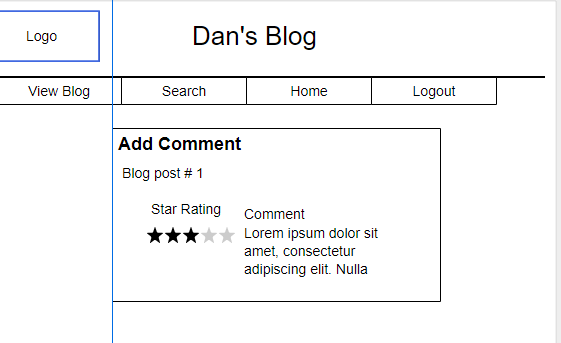 Logo
Dan's Blog
View Blog
Search
Home
Logout
Add Comment
Blog post # 1
Star Rating
Comment
Lorem ipsum dolor sit
amet, consectetur
adipiscing elit. Nulla